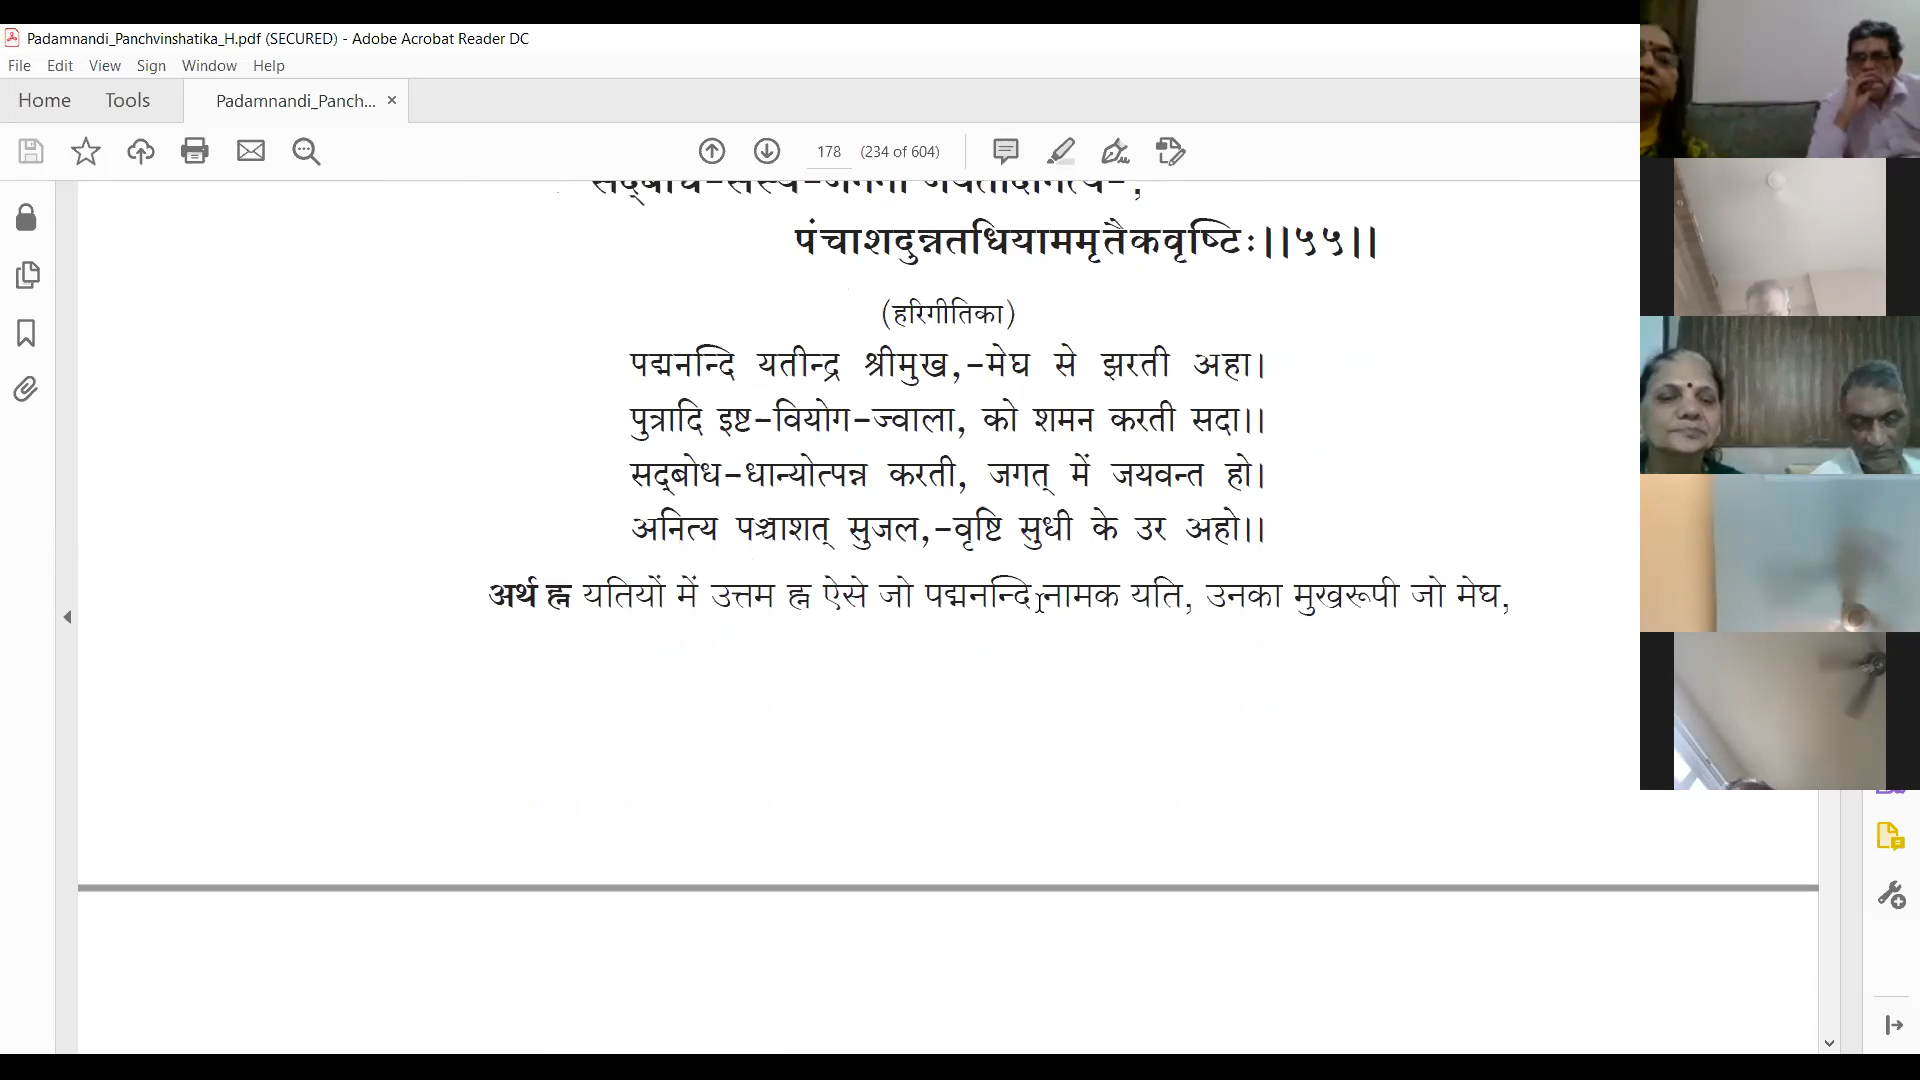 Padamnandi_Panchvinshatika_H.pdf (SECURED) - Adobe Acrobat Reader DC
File Edit View Sign Window Help
Home Tools Padamnandi_Panch... ×
178 (234 of 604)
पंचाशदुन्नतधियाममृतैकवृष्टिः।।५५।।
(हरिगीतिका)
पद्मनन्दि यतीन्द्र श्रीमुख,-मेघ से झरती अहा।
पुत्रादि इष्ट-वियोग-ज्वाला, को शमन करती सदा।।
सद्बोध-धान्योत्पन्न करती, जगत् में जयवन्त हो।
अनित्य पञ्चाशत् सुजल,-वृष्टि सुधी के उर अहो।।
अर्थ ह्न यतियों में उत्तम ह्न ऐसे जो पद्मनन्दि नामक यति, उनका मुखरूपी जो मेघ,